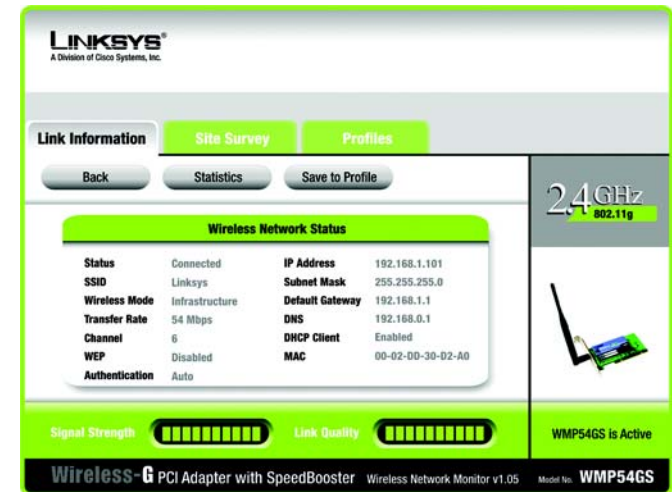 LINKSYS®
A Division of Cisco Systems, Inc.
Link Information Site Survey Profiles
Back Statistics Save to Profile
2.4GHz
802.11g
Wireless Network Status
Status Connected IP Address 192.168.1.101
SSID Linksys Subnet Mask 255.255.255.0
Wireless Mode Infrastructure Default Gateway 192.168.1.1
Transfer Rate 54 Mbps DNS 192.168.0.1
Channel 6 DHCP Client Enabled
WEP Disabled MAC 00-02-DD-30-D2-A0
Authentication Auto
Signal Strength Link Quality WMP54GS is Active
Wireless-G PCI Adapter with SpeedBooster Wireless Network Monitor v1.05 Model No. WMP54GS